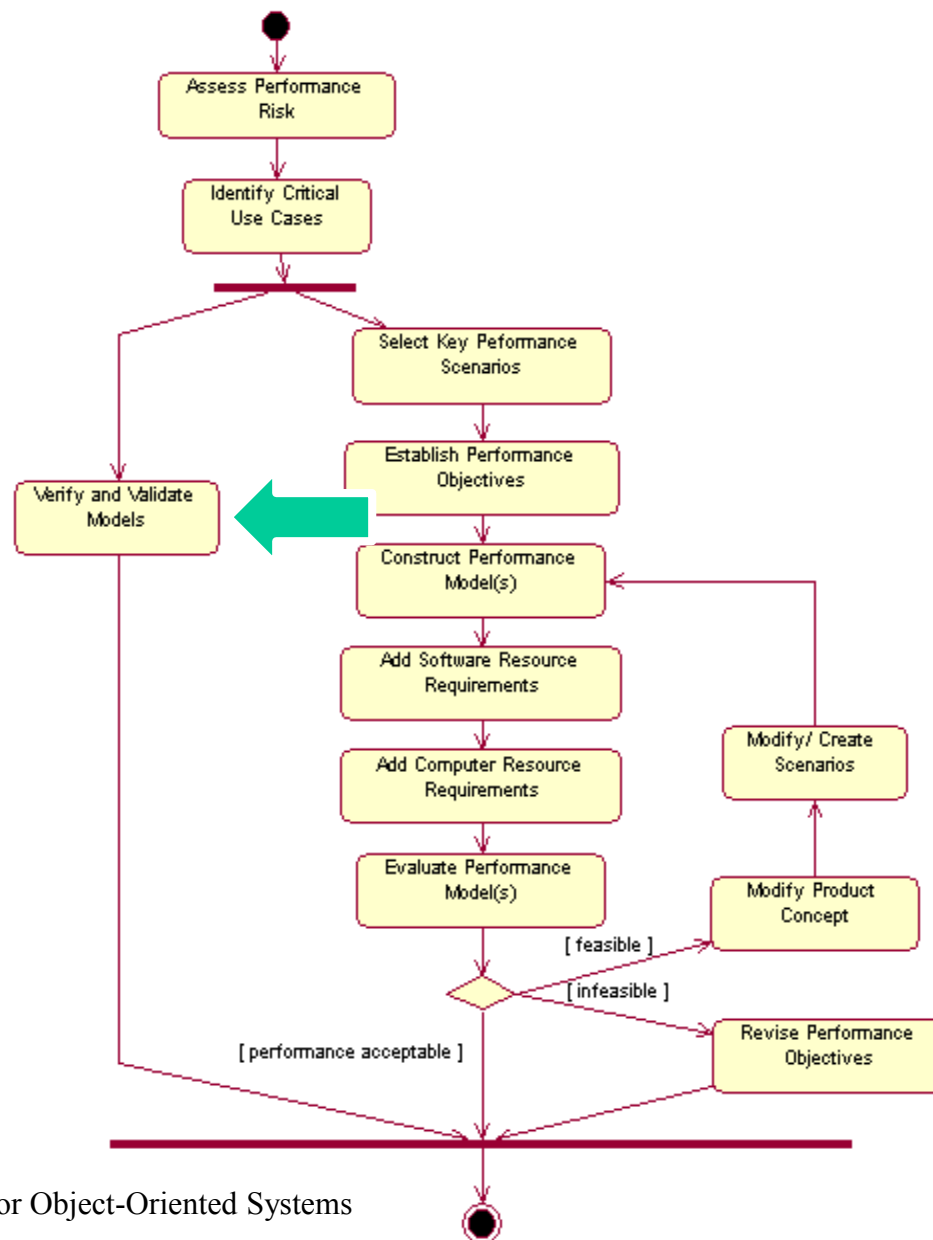 Assess Performance
Risk
Identify Critical
Use Cases
Select Key Peformance
Scenarios
Establish Performance
Objectives
Verify and Validate
Models
Construct Performance
Model(s)
Add Software Resource
Requirements
Add Computer Resource
Requirements
Modify/ Create
Scenarios
Evaluate Performance
Model(s)
Modify Product
Concept
[ feasible ]
[ infeasible ]
Revise Performance
Objectives
[ performance acceptable ]
or Object-Oriented Systems